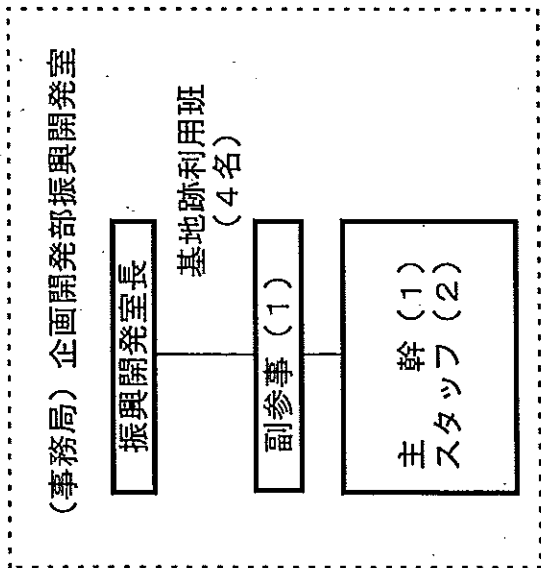 （事務局）企画開発部振興開発室
振興開発室長
基地跡利用班
（４名）
副参事（１）
主　　幹（１）
スタッフ（２）